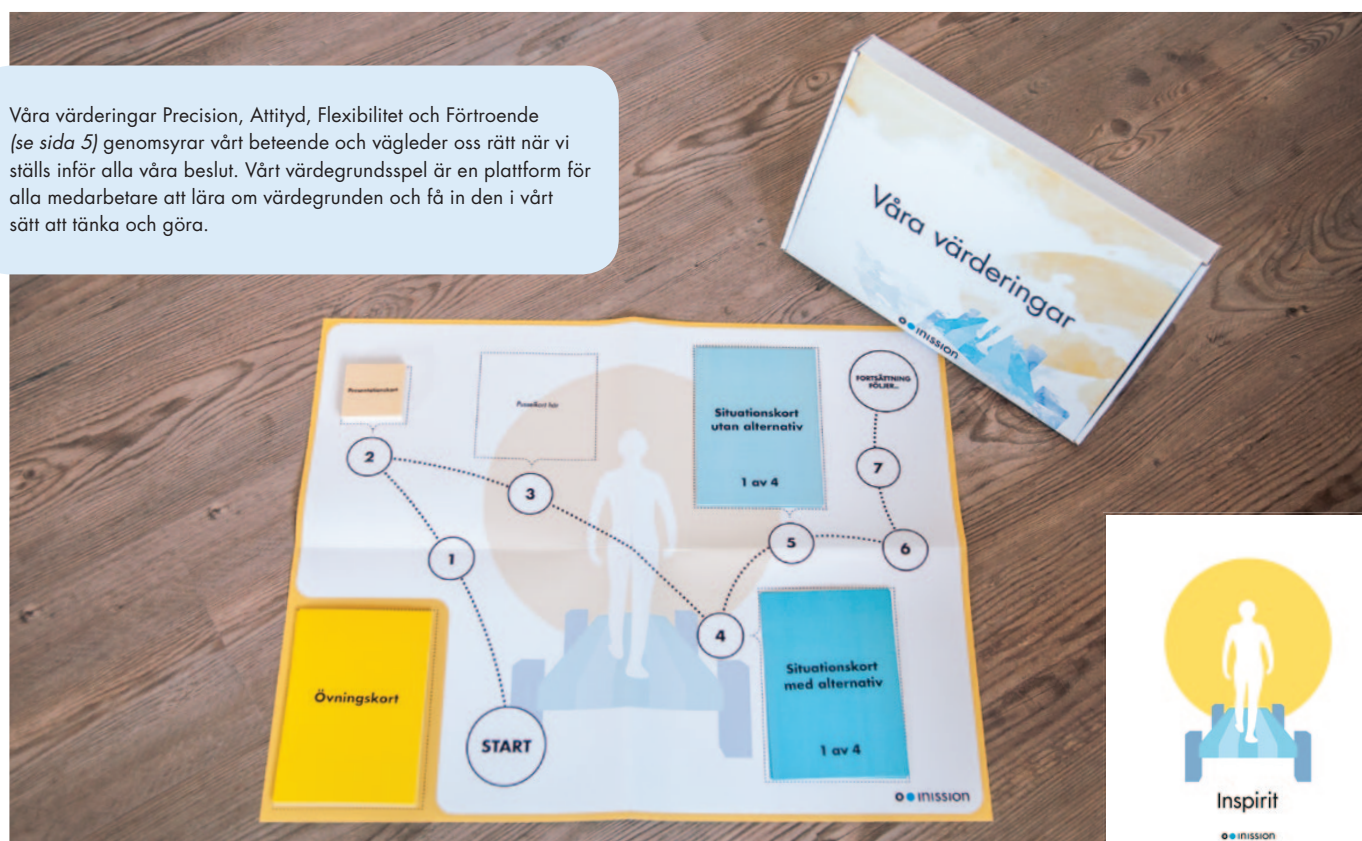 Våra värderingar Precision, Attityd, Flexibilitet och Förtroende
(se sida 5) genomsyrar vårt beteende och vägleder oss rätt när vi
ställs inför alla våra beslut. Vårt värdegrundsspel är en plattform för
alla medarbetare att lära om värdegrunden och få in den i vårt
sätt att tänka och göra.
Våra värderingar
inission
Presentationskort
2
Pusselkort här
3
Situationskort
utan alternativ
1 av 4
FORTSÄTTNING
FÖLJER...
7
6
5
1
4
Situationskort
med alternativ
1 av 4
Övningskort
START
inission
Inspirit
inission